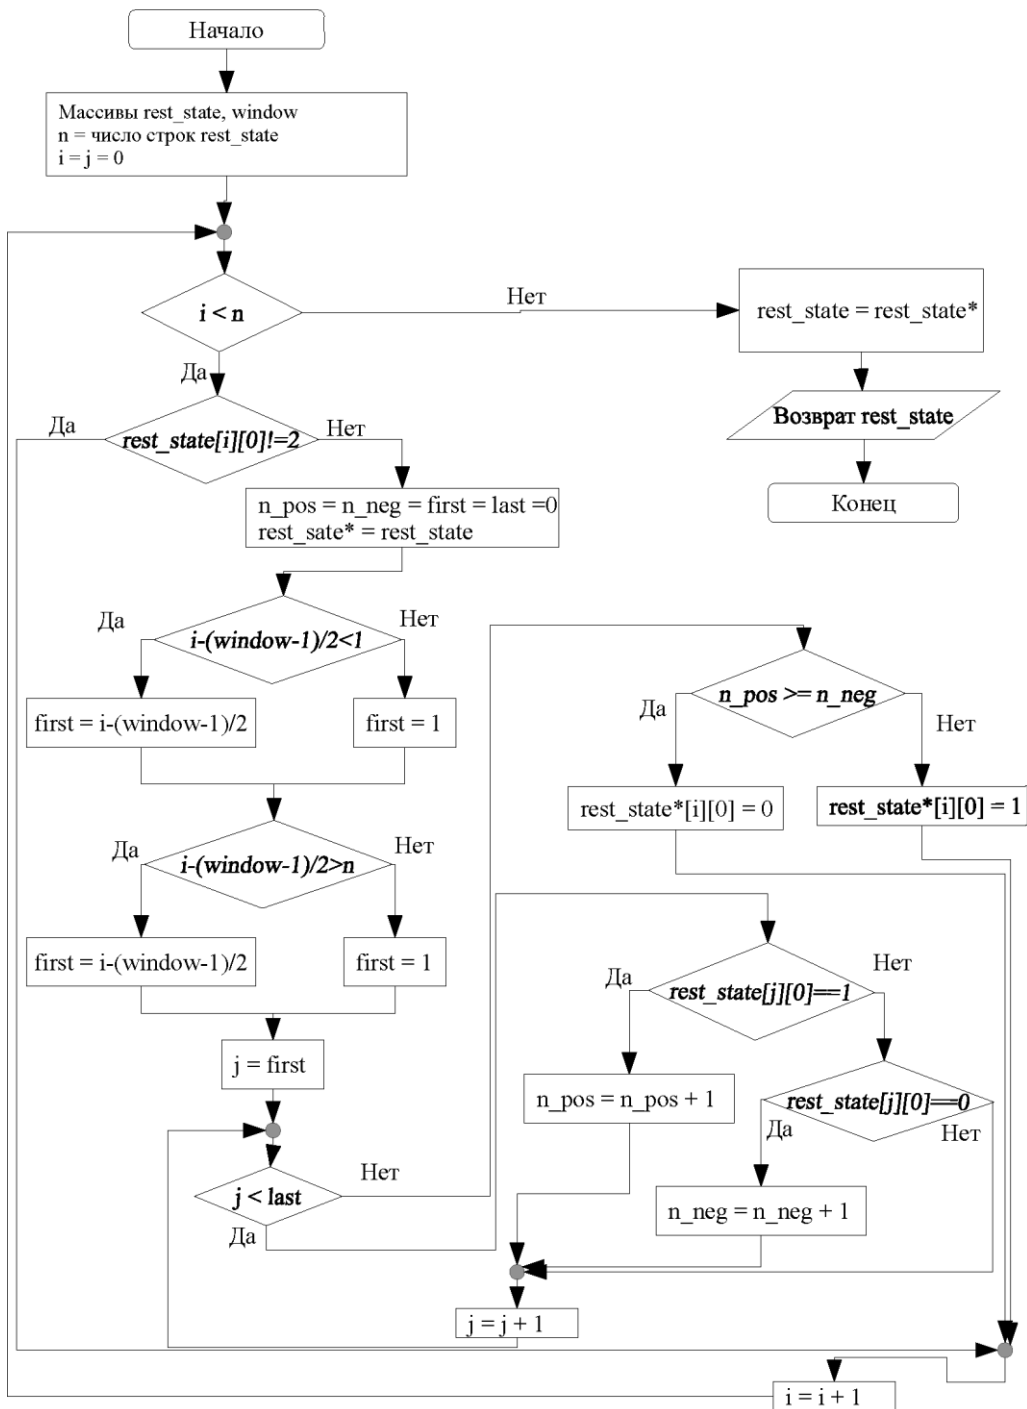 Начало
Массивы rest_state, window
n = число строк rest_state
i = j = 0
i < n
Нет
rest_state = rest_state*
Да
Возврат rest_state
Да
rest_state[i][0]!=2
Нет
Конец
n_pos = n_neg = first = last =0
rest_sate* = rest_state
Да
i-(window-1)/2<1
Нет
first = i-(window-1)/2
first = 1
n_pos >= n_neg
Да
Нет
rest_state*[i][0] = 0
rest_state*[i][0] = 1
Да
i-(window-1)/2>n
Нет
first = i-(window-1)/2
first = 1
Да
rest_state[j][0]==1
Нет
j = first
n_pos = n_pos + 1
rest_state[j][0]==0
Да
Нет
j < last
Нет
Да
n_neg = n_neg + 1
j = j + 1
i = i + 1